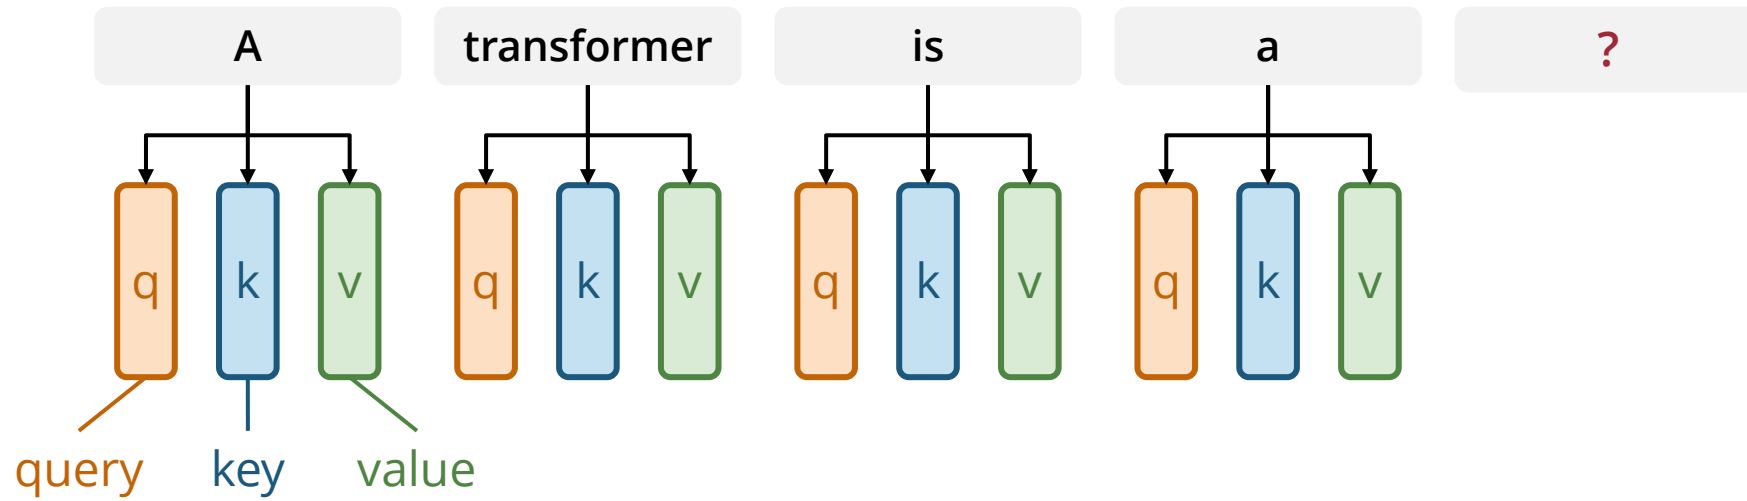 A transformer is a ?
q k v q k v q k v q k v
query key value